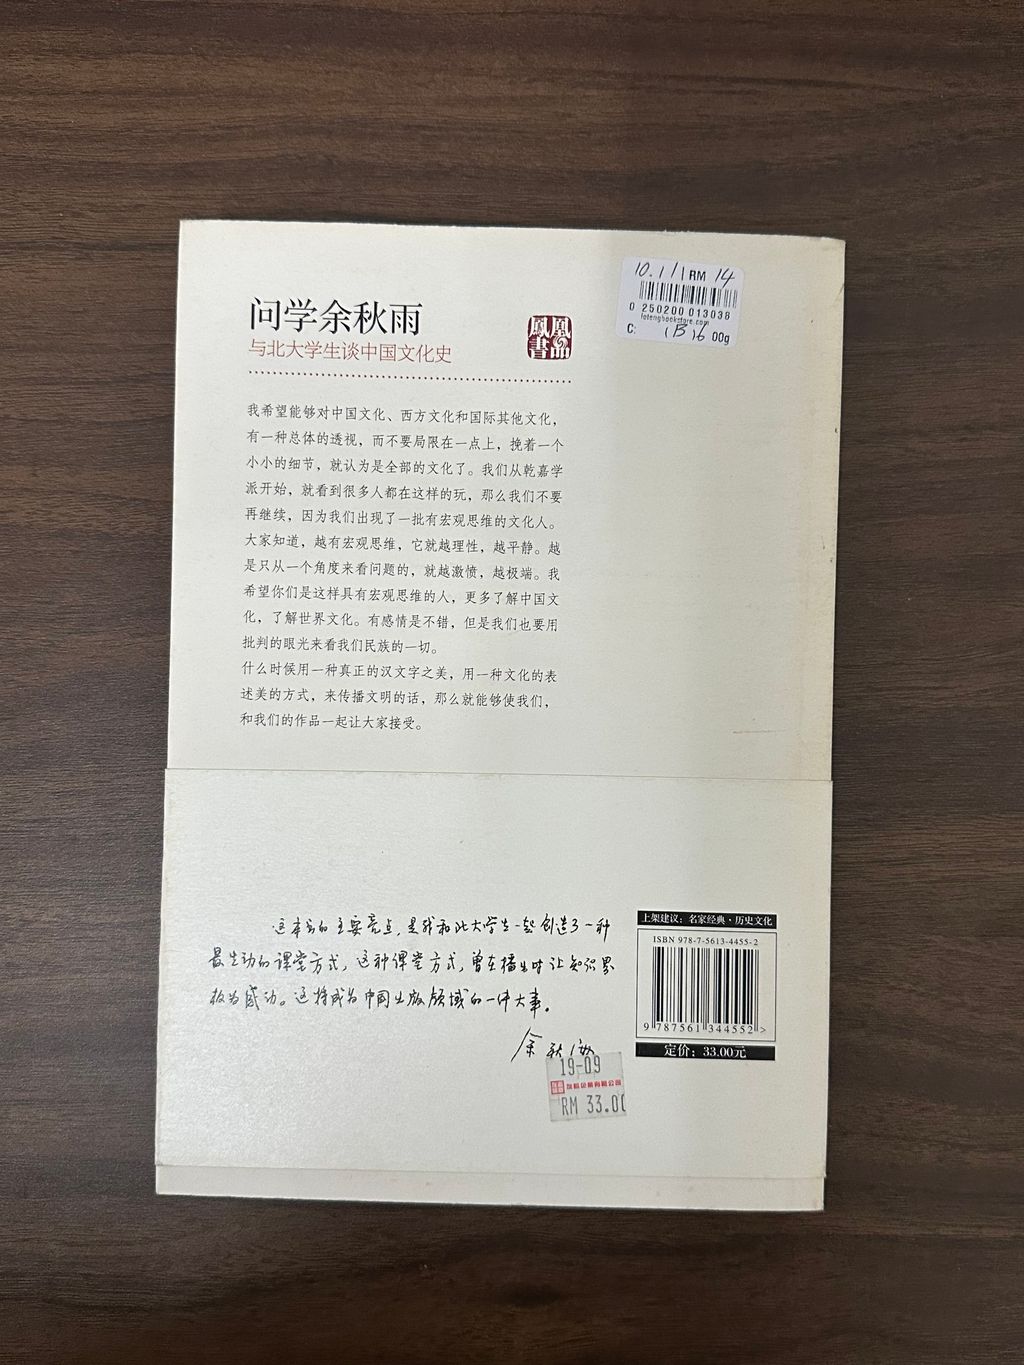 10.1 / 1 RM 14
0 250200 013038
fotengbookstore.com
C: 1B16 00g
问学余秋雨
与北大学生谈中国文化史
鳳凰
書品
我希望能够对中国文化、西方文化和国际其他文化，
有一种总体的透视，而不要局限在一点上，挽着一个
小小的细节，就认为是全部的文化了。我们从乾嘉学
派开始，就看到很多人都在这样的玩，那么我们不要
再继续，因为我们出现了一批有宏观思维的文化人。
大家知道，越有宏观思维，它就越理性，越平静。越
是只从一个角度来看问题的，就越激愤，越极端。我
希望你们是这样具有宏观思维的人，更多了解中国文
化，了解世界文化。有感情是不错，但是我们也要用
批判的眼光来看我们民族的一切。
什么时候用一种真正的汉文字之美，用一种文化的表
述美的方式，来传播文明的话，那么就能够使我们，
和我们的作品一起让大家接受。
这本书的主要亮点，是我和北大学生一起创造了一种
最生动的课堂方式，这种课堂方式，曾在播出时让知识界
极为感动。这将成为中国出版领域的一件大事。
余秋雨
19-09
RM 33.00
上架建议：名家经典·历史文化
ISBN 978-7-5613-4455-2
9 787561 344552 >
定价：33.00元